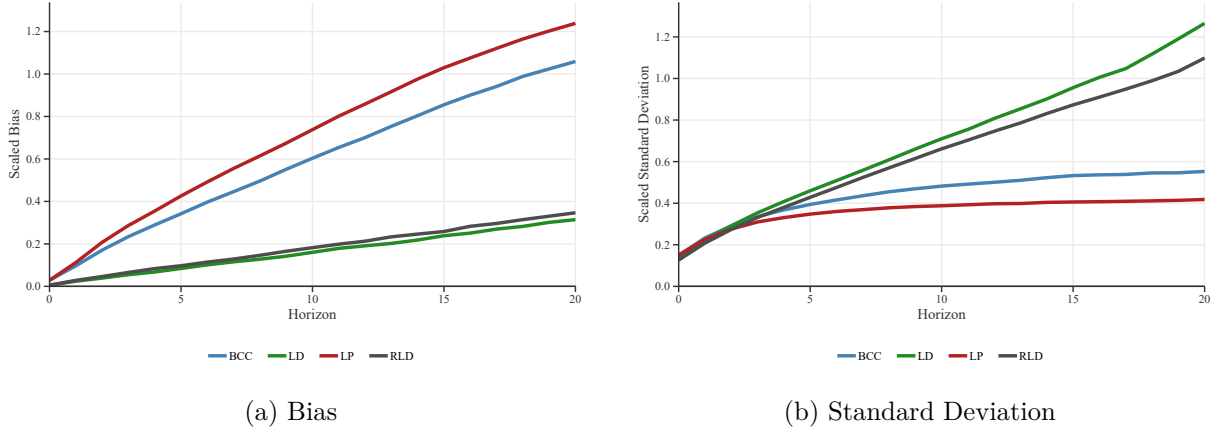 1.2
1.0
0.8
0.6
0.4
0.2
0.0
Scaled Bias
0 5 10 15 20
Horizon
BCC LD LP RLD
(a) Bias
1.2
1.0
0.8
0.6
0.4
0.2
0.0
Scaled Standard Deviation
0 5 10 15 20
Horizon
BCC LD LP RLD
(b) Standard Deviation